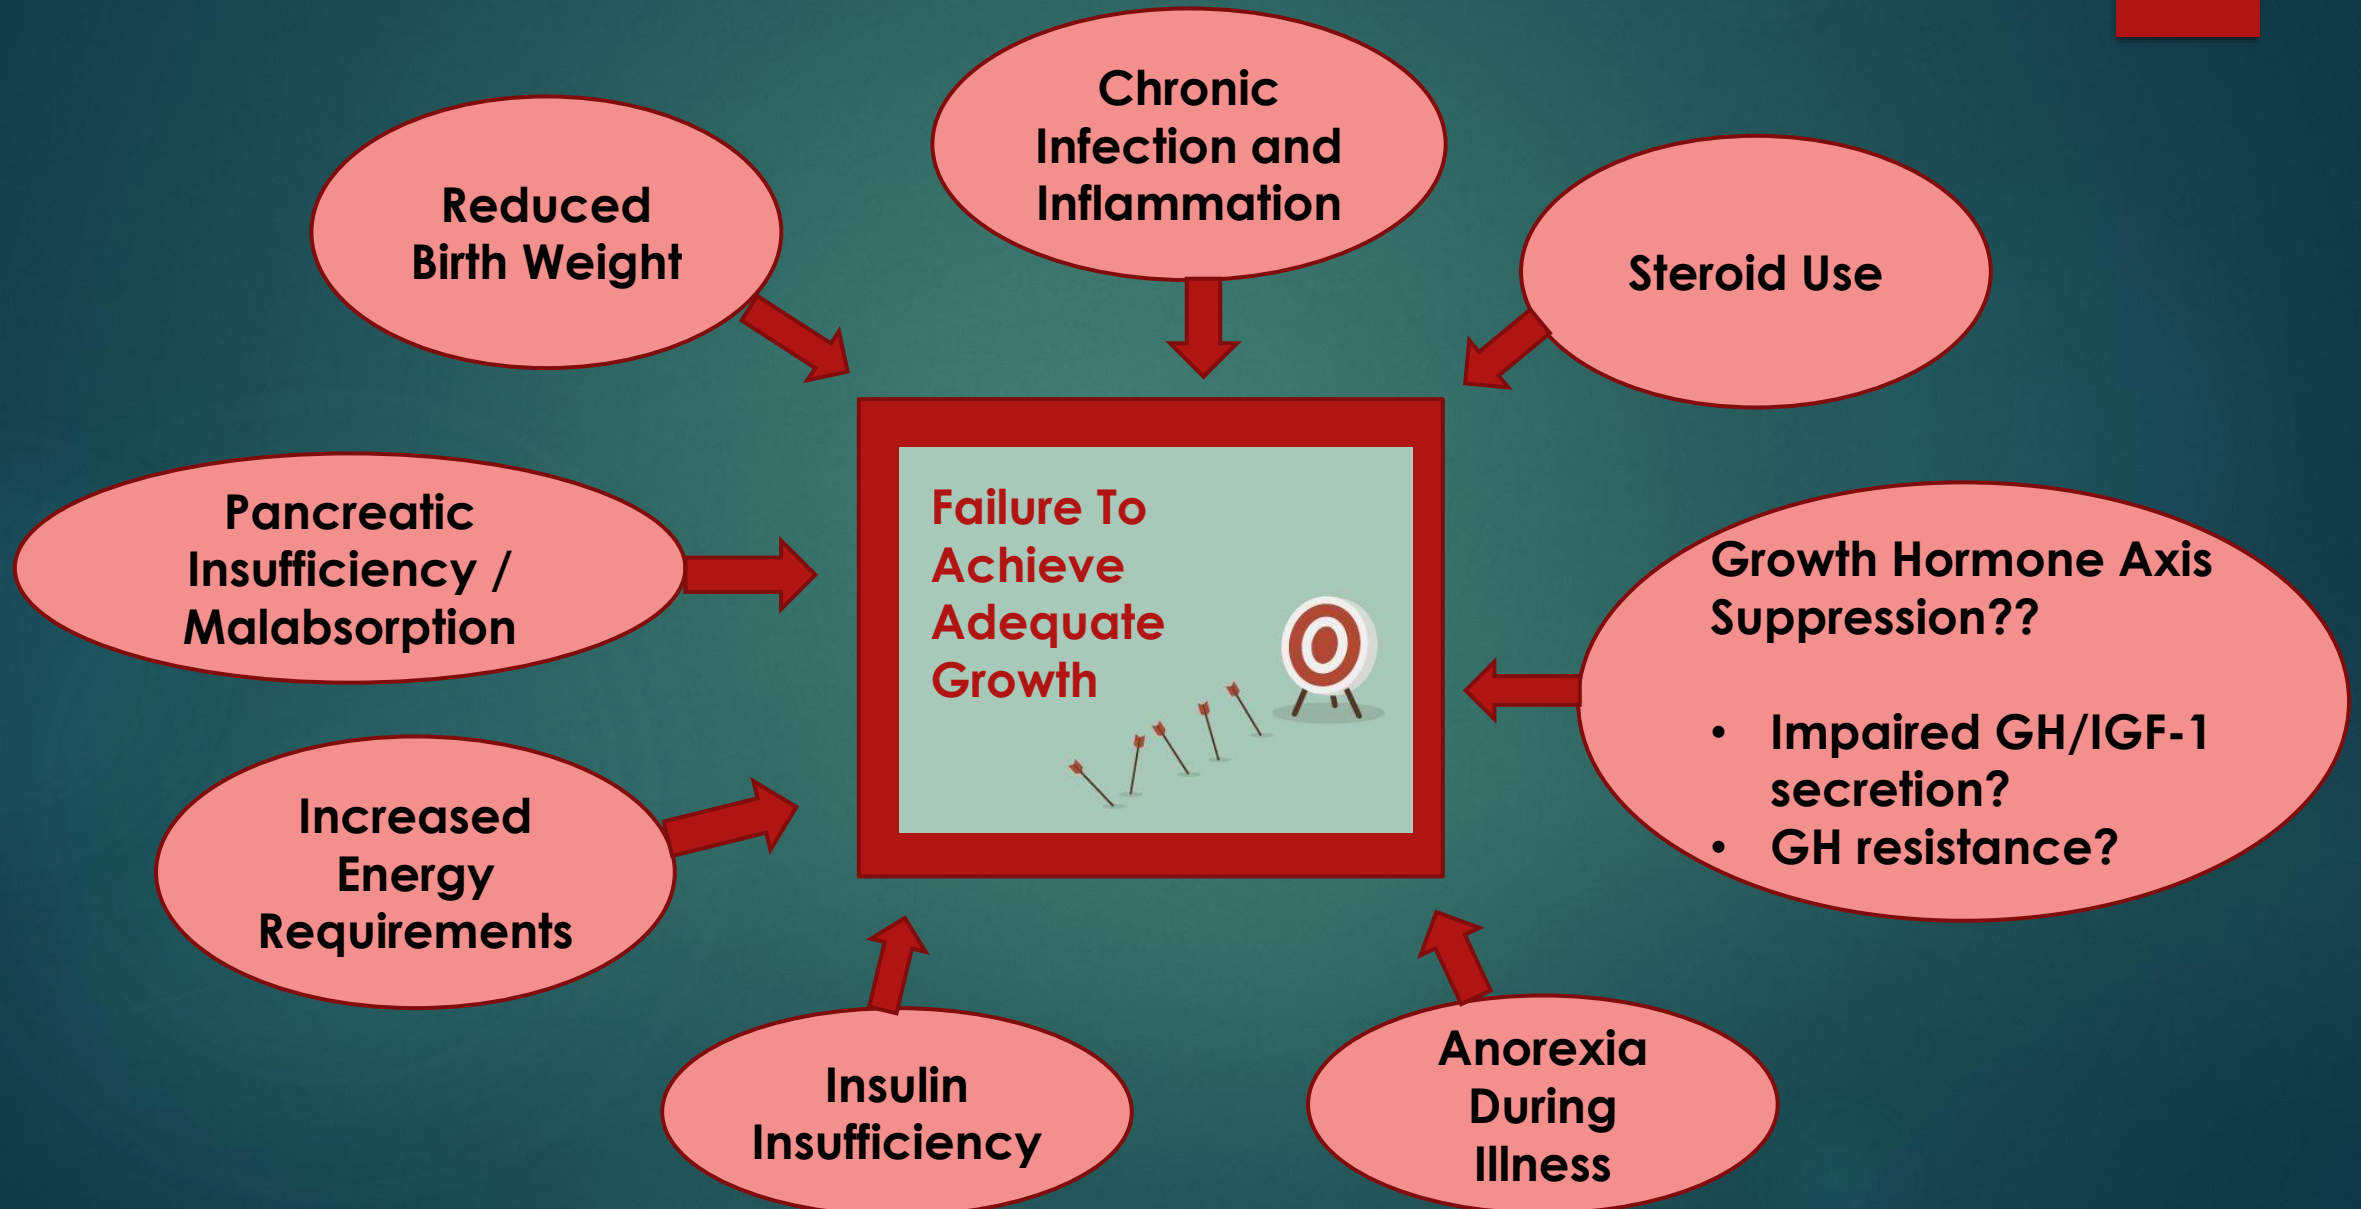 Chronic
Infection and
Inflammation
Reduced
Birth Weight
Steroid Use
Pancreatic
Insufficiency /
Malabsorption
Failure To
Achieve
Adequate
Growth
Growth Hormone Axis
Suppression??
• Impaired GH/IGF-1
secretion?
• GH resistance?
Increased
Energy
Requirements
Insulin
Insufficiency
Anorexia
During
Illness